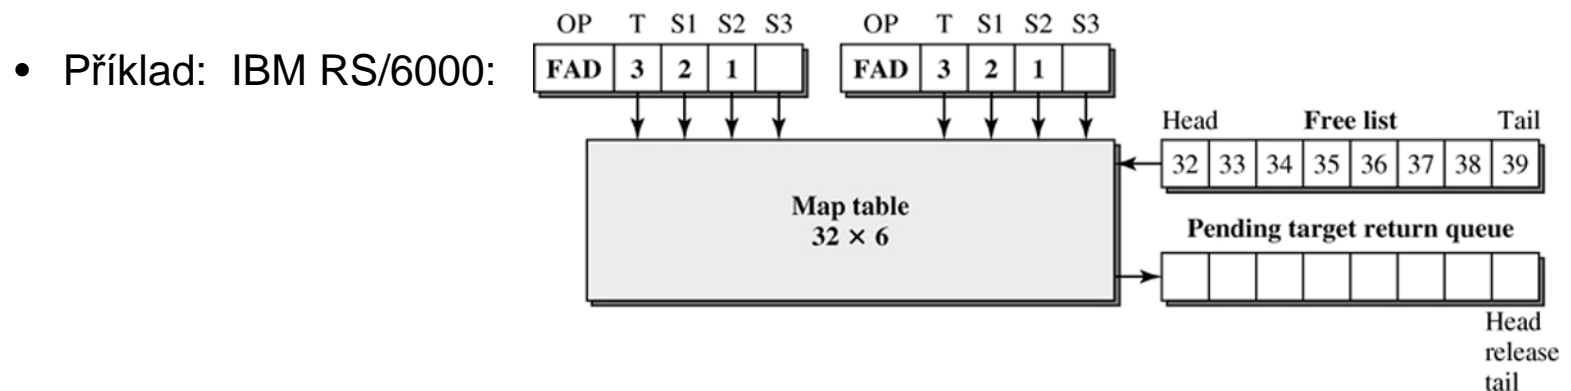 OP T S1 S2 S3 OP T S1 S2 S3
• Příklad: IBM RS/6000: FAD 3 2 1 FAD 3 2 1
Head Free list Tail
32 33 34 35 36 37 38 39
Map table
32 × 6
Pending target return queue
Head
release
tail